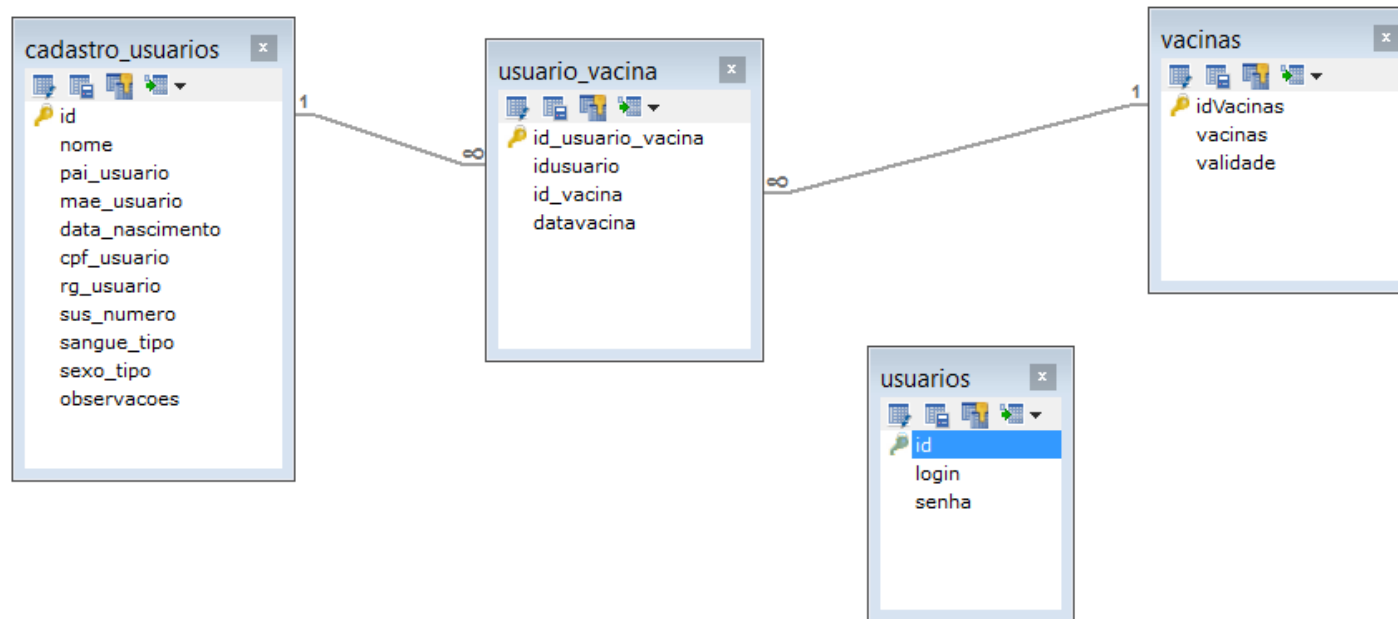 cadastro_usuarios
id
nome
pai_usuario
mae_usuario
data_nascimento
cpf_usuario
rg_usuario
sus_numero
sangue_tipo
sexo_tipo
observacoes
1
∞
usuario_vacina
id_usuario_vacina
idusuario
id_vacina
datavacina
∞
1
vacinas
idVacinas
vacinas
validade
usuarios
id
login
senha